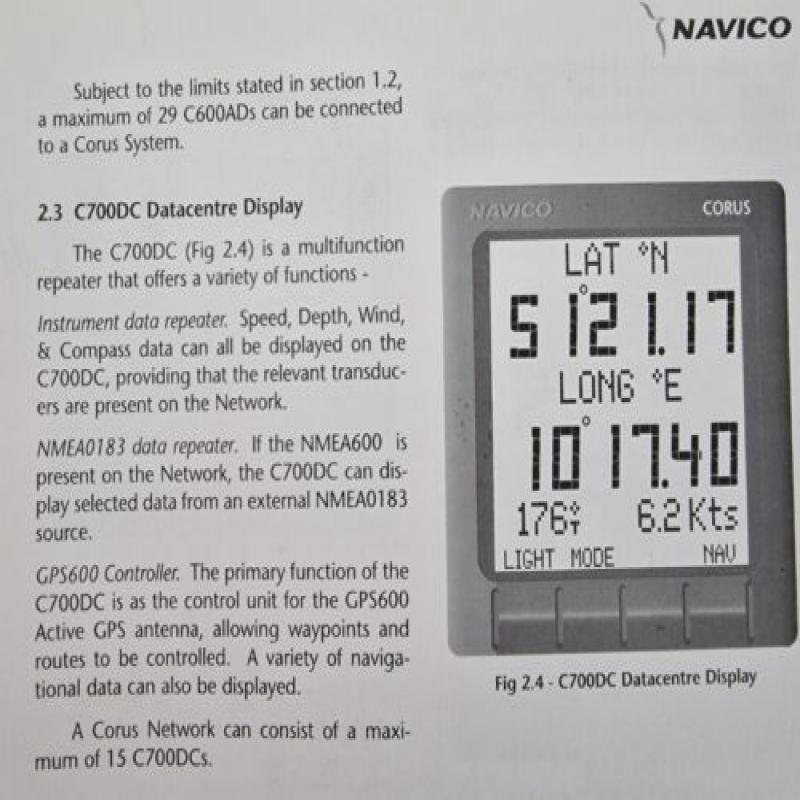 NAVICO
Subject to the limits stated in section 1.2,
a maximum of 29 C600ADs can be connected
to a Corus System.
2.3 C700DC Datacentre Display
The C700DC (Fig 2.4) is a multifunction
repeater that offers a variety of functions -
Instrument data repeater. Speed, Depth, Wind,
& Compass data can all be displayed on the
C700DC, providing that the relevant transduc-
ers are present on the Network.
NMEA0183 data repeater. If the NMEA600 is
present on the Network, the C700DC can dis-
play selected data from an external NMEA0183
source.
GPS600 Controller. The primary function of the
C700DC is as the control unit for the GPS600
Active GPS antenna, allowing waypoints and
routes to be controlled. A variety of naviga-
tional data can also be displayed.
A Corus Network can consist of a maxi-
mum of 15 C700DCs.
NAVICO CORUS
LAT °N
51°21.17
LONG °E
10°17.40
176°T 6.2Kts
LIGHT MODE NAV
Fig 2.4 - C700DC Datacentre Display